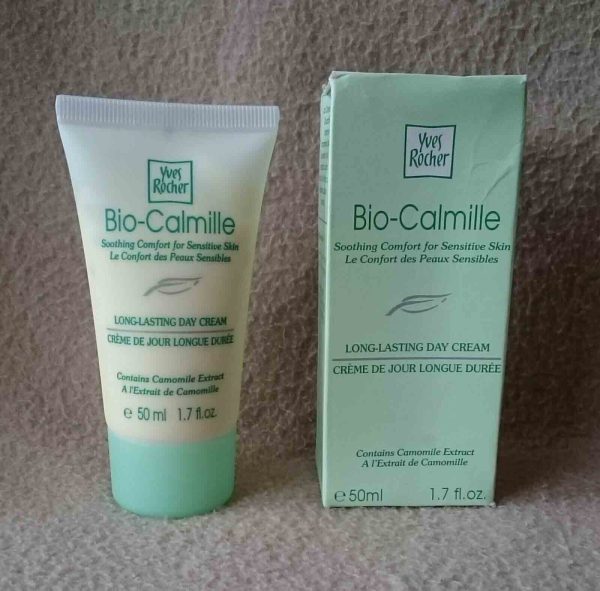 Yves
Rocher
Bio-Calmille
Soothing Comfort for Sensitive Skin
Le Confort des Peaux Sensibles
LONG-LASTING DAY CREAM
CRÈME DE JOUR LONGUE DURÉE
Contains Camomile Extract
A l'Extrait de Camomille
e 50 ml 1.7 fl.oz.
Yves
Rocher
Bio-Calmille
Soothing Comfort for Sensitive Skin
Le Confort des Peaux Sensibles
LONG-LASTING DAY CREAM
CRÈME DE JOUR LONGUE DURÉE
Contains Camomile Extract
A l'Extrait de Camomille
e 50ml 1.7 fl.oz.